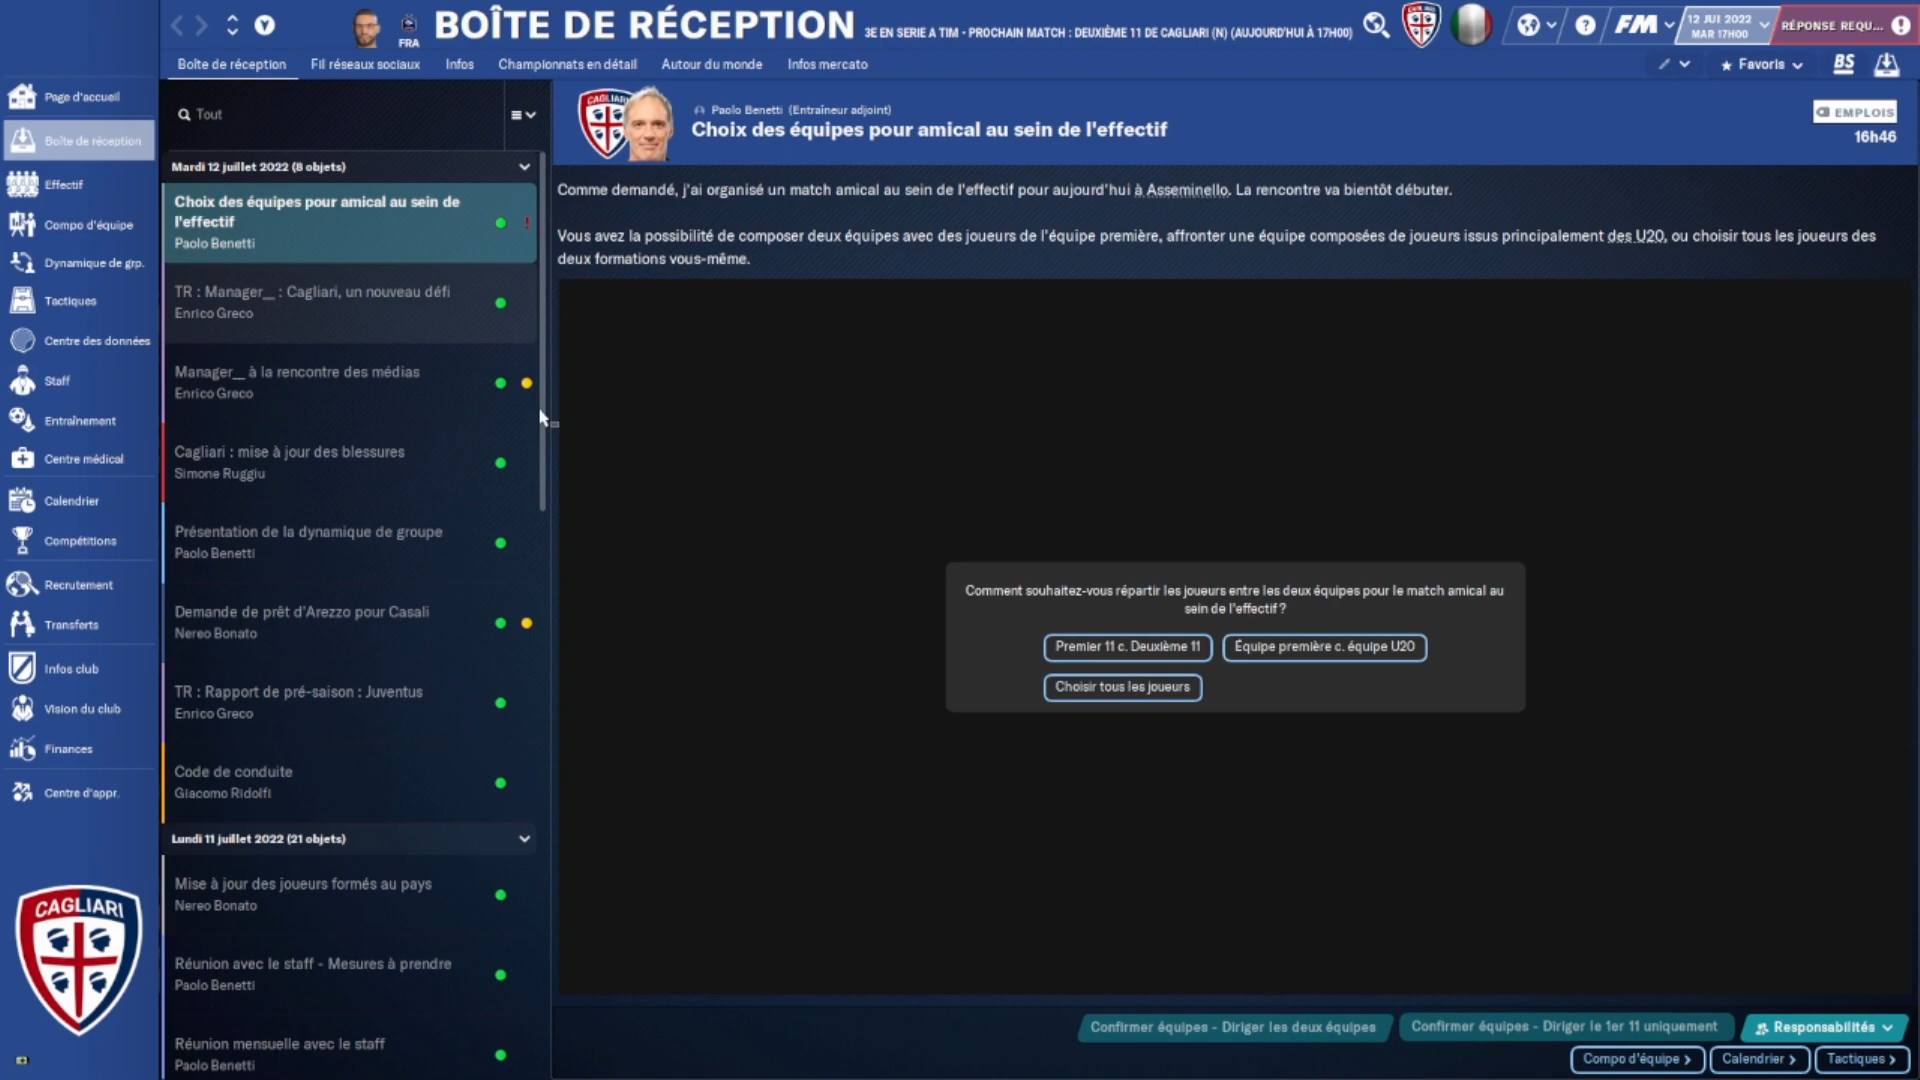 FRA
BOÎTE DE RÉCEPTION
3E EN SERIE A TIM - PROCHAIN MATCH : DEUXIÈME 11 DE CAGLIARI (N) (AUJOURD'HUI À 17H00)
FM
12 JUI 2022
MAR 17H00
RÉPONSE REQU...
Boîte de réception
Fil réseaux sociaux
Infos
Championnats en détail
Autour du monde
Infos mercato
Favoris
BS
Page d'accueil
Boîte de réception
Effectif
Compo d'équipe
Dynamique de grp.
Tactiques
Centre des données
Staff
Entraînement
Centre médical
Calendrier
Compétitions
Recrutement
Transferts
Infos club
Vision du club
Finances
Centre d'appr.
CAGLIARI
Tout
Mardi 12 juillet 2022 (8 objets)
Choix des équipes pour amical au sein de
l'effectif
Paolo Benetti
TR : Manager__ : Cagliari, un nouveau défi
Enrico Greco
Manager__ à la rencontre des médias
Enrico Greco
Cagliari : mise à jour des blessures
Simone Ruggiu
Présentation de la dynamique de groupe
Paolo Benetti
Demande de prêt d'Arezzo pour Casali
Nereo Bonato
TR : Rapport de pré-saison : Juventus
Enrico Greco
Code de conduite
Giacomo Ridolfi
Lundi 11 juillet 2022 (21 objets)
Mise à jour des joueurs formés au pays
Nereo Bonato
Réunion avec le staff - Mesures à prendre
Paolo Benetti
Réunion mensuelle avec le staff
Paolo Benetti
CAGLIARI
Paolo Benetti (Entraîneur adjoint)
Choix des équipes pour amical au sein de l'effectif
EMPLOIS
16h46
Comme demandé, j'ai organisé un match amical au sein de l'effectif pour aujourd'hui à Asseminello. La rencontre va bientôt débuter.
Vous avez la possibilité de composer deux équipes avec des joueurs de l'équipe première, affronter une équipe composées de joueurs issus principalement des U20, ou choisir tous les joueurs des
deux formations vous-même.
Comment souhaitez-vous répartir les joueurs entre les deux équipes pour le match amical au
sein de l'effectif ?
Premier 11 c. Deuxième 11
Équipe première c. équipe U20
Choisir tous les joueurs
Confirmer équipes - Diriger les deux équipes
Confirmer équipes - Diriger le 1er 11 uniquement
Responsabilités
Compo d'équipe
Calendrier
Tactiques